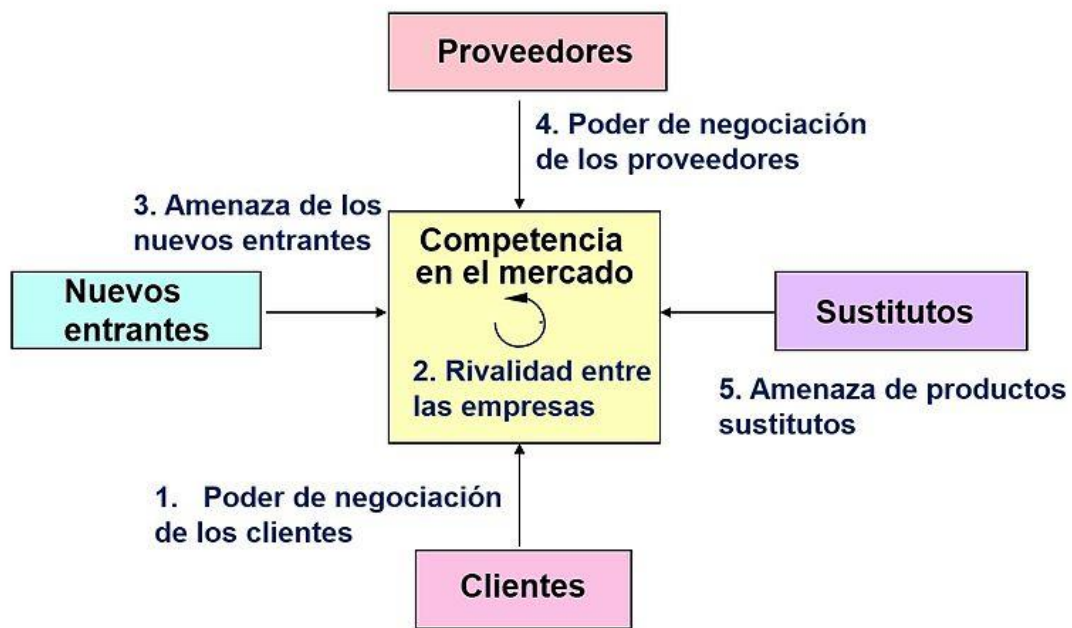 Proveedores
4. Poder de negociación
de los proveedores
3. Amenaza de los
nuevos entrantes
Competencia
en el mercado
Nuevos
entrantes
Sustitutos
2. Rivalidad entre
las empresas
5. Amenaza de productos
sustitutos
1. Poder de negociación
de los clientes
Clientes